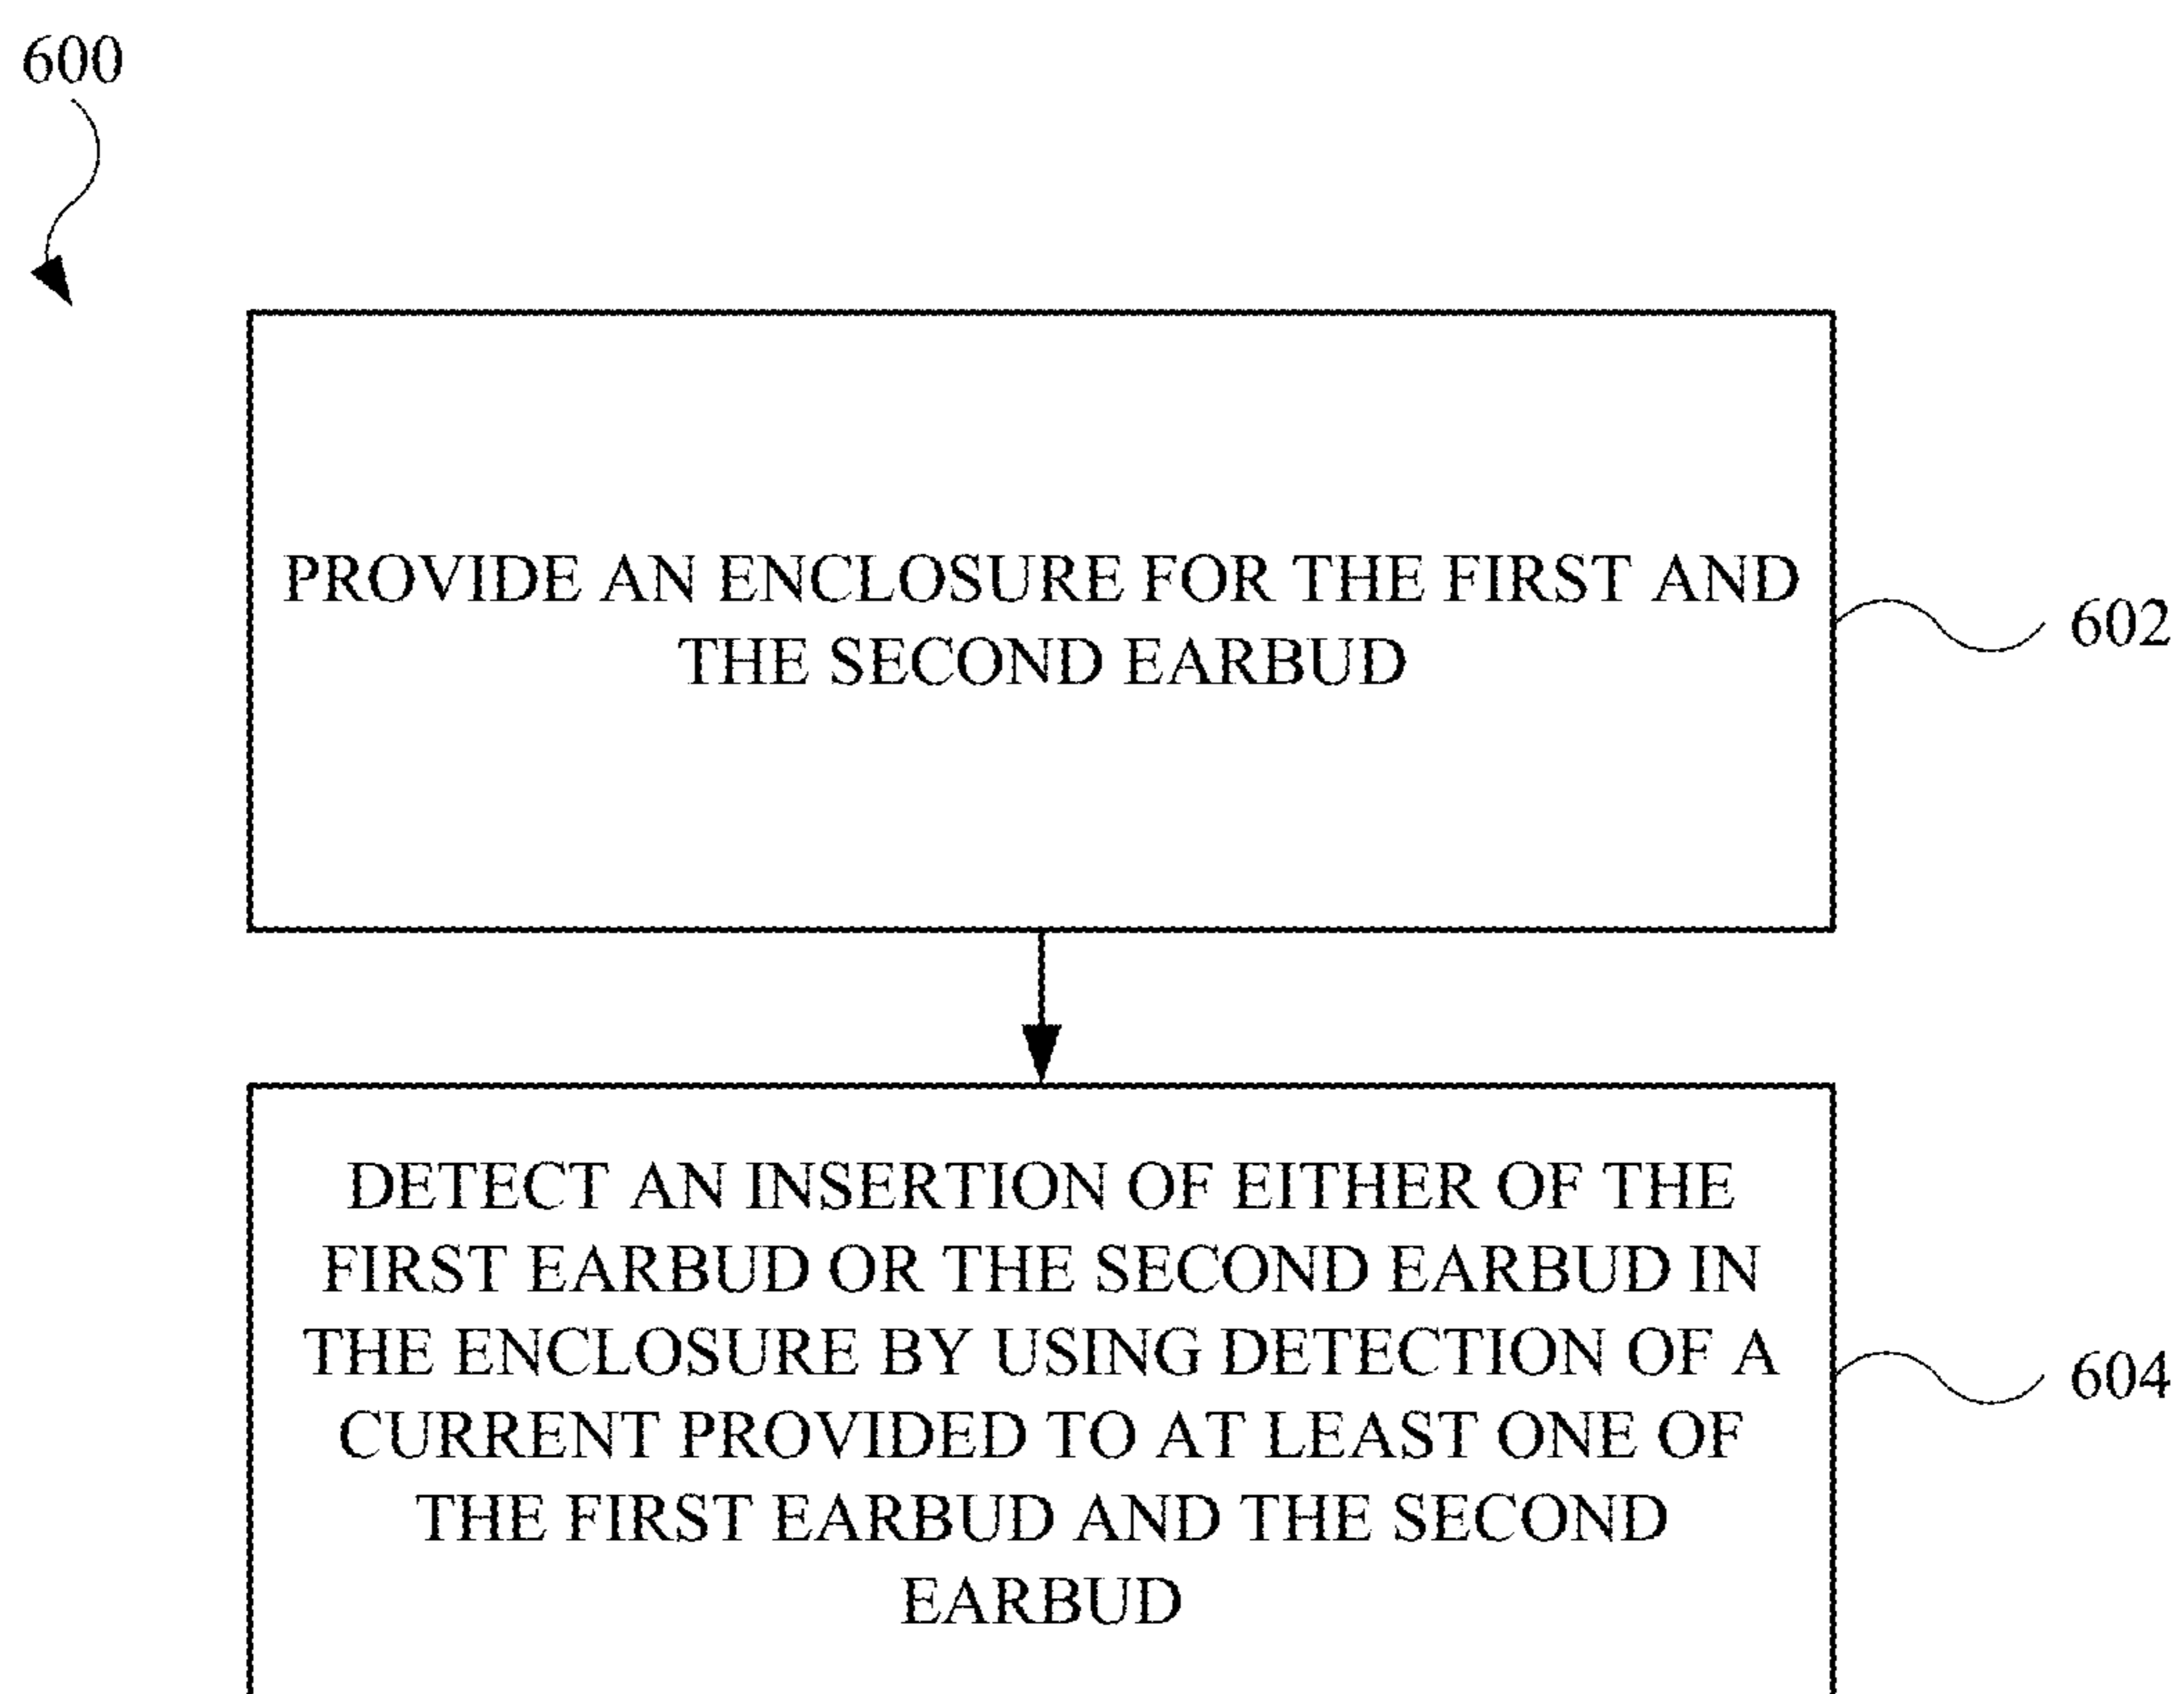 600
PROVIDE AN ENCLOSURE FOR THE FIRST AND
THE SECOND EARBUD
602
DETECT AN INSERTION OF EITHER OF THE
FIRST EARBUD OR THE SECOND EARBUD IN
THE ENCLOSURE BY USING DETECTION OF A
CURRENT PROVIDED TO AT LEAST ONE OF
THE FIRST EARBUD AND THE SECOND
EARBUD
604